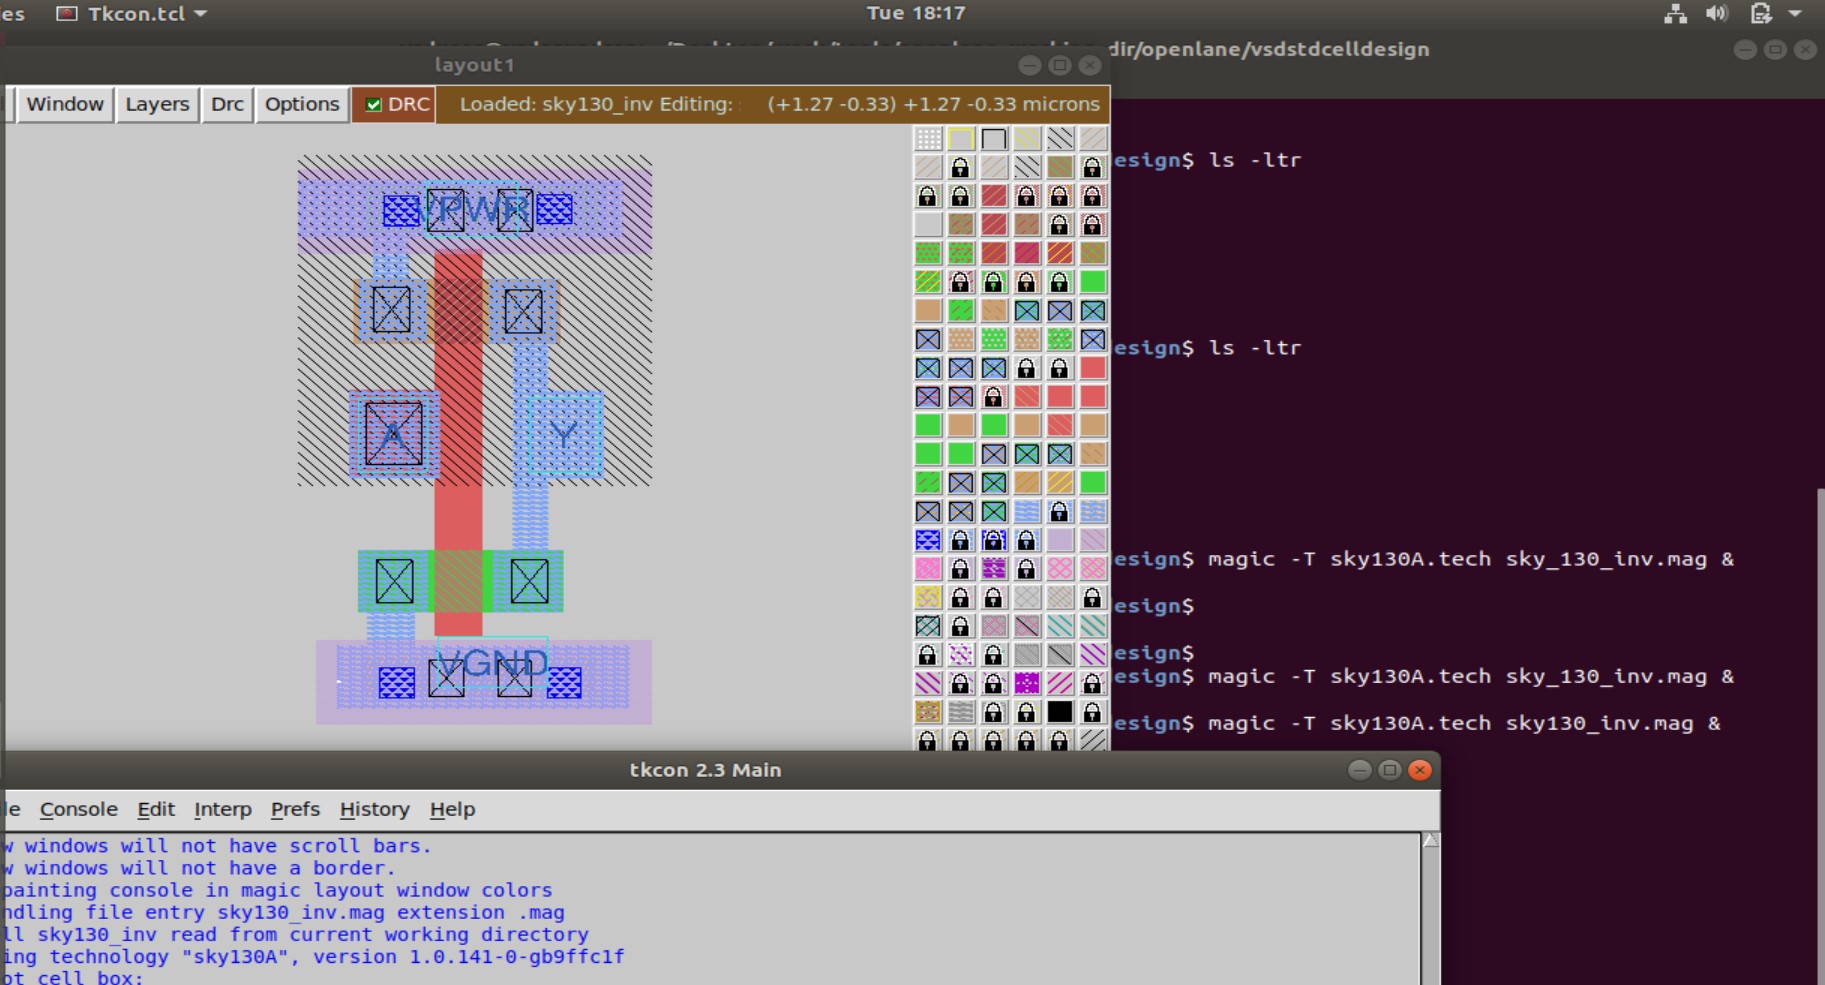 es Tkcon.tcl Tue 18:17
dir/openlane/vsdstdcelldesign
layout1
Window Layers Drc Options DRC Loaded: sky130_inv Editing: (+1.27 -0.33) +1.27 -0.33 microns
VPWR
A Y
VGND
esign$ ls -ltr
esign$ ls -ltr
esign$ magic -T sky130A.tech sky_130_inv.mag &
esign$
esign$
esign$ magic -T sky130A.tech sky_130_inv.mag &
esign$ magic -T sky130A.tech sky130_inv.mag &
tkcon 2.3 Main
le Console Edit Interp Prefs History Help
w windows will not have scroll bars.
w windows will not have a border.
painting console in magic layout window colors
ndling file entry sky130_inv.mag extension .mag
ll sky130_inv read from current working directory
ing technology "sky130A", version 1.0.141-0-gb9ffc1f
ot cell box: